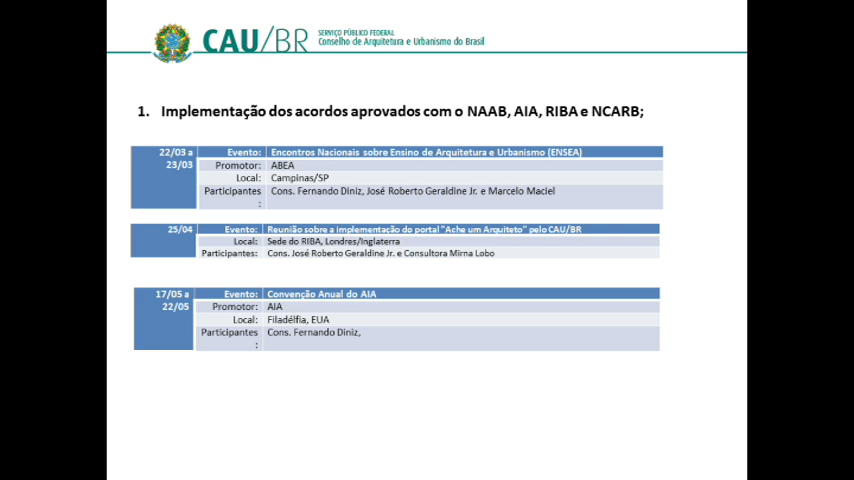 CAU/BR
SERVIÇO PÚBLICO FEDERAL
Conselho de Arquitetura e Urbanismo do Brasil
1. Implementação dos acordos aprovados com o NAAB, AIA, RIBA e NCARB;
22/03 a Evento: Encontros Nacionais sobre Ensino de Arquitetura e Urbanismo (ENSEA)
23/03 Promotor: ABEA
Local: Campinas/SP
Participantes Cons. Fernando Diniz, José Roberto Geraldine Jr. e Marcelo Maciel
:
25/04 Evento: Reunião sobre a implementação do portal "Ache um Arquiteto" pelo CAU/BR
Local: Sede do RIBA, Londres/Inglaterra
Participantes: Cons. José Roberto Geraldine Jr. e Consultora Mirna Lobo
17/05 a Evento: Convenção Anual do AIA
22/05 Promotor: AIA
Local: Filadélfia, EUA
Participantes Cons. Fernando Diniz,
: